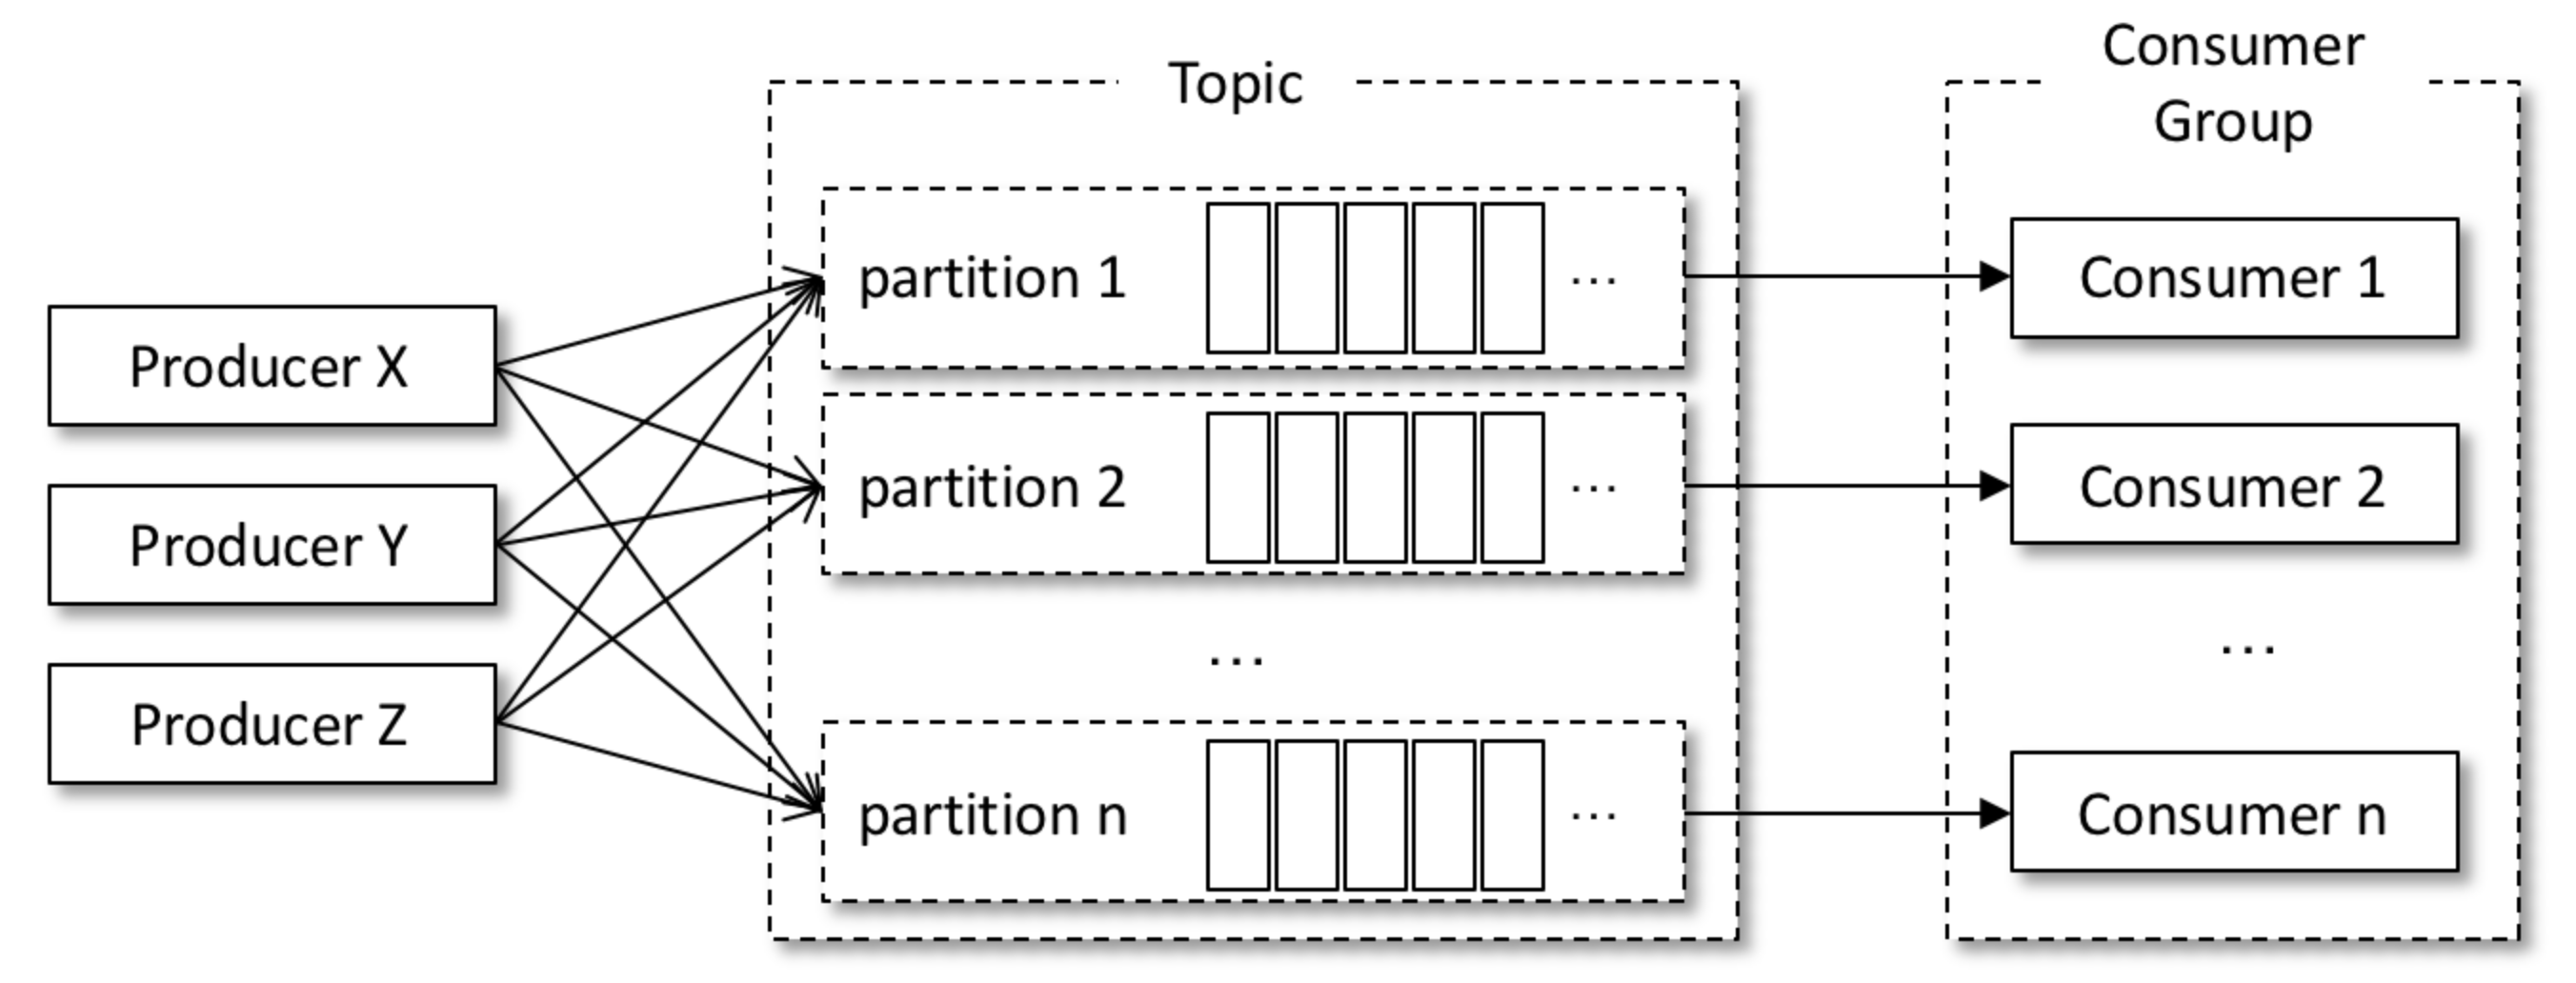 Consumer
Group
Topic
partition 1
...
Consumer 1
Producer X
partition 2
...
Consumer 2
Producer Y
...
...
Producer Z
partition n
...
Consumer n